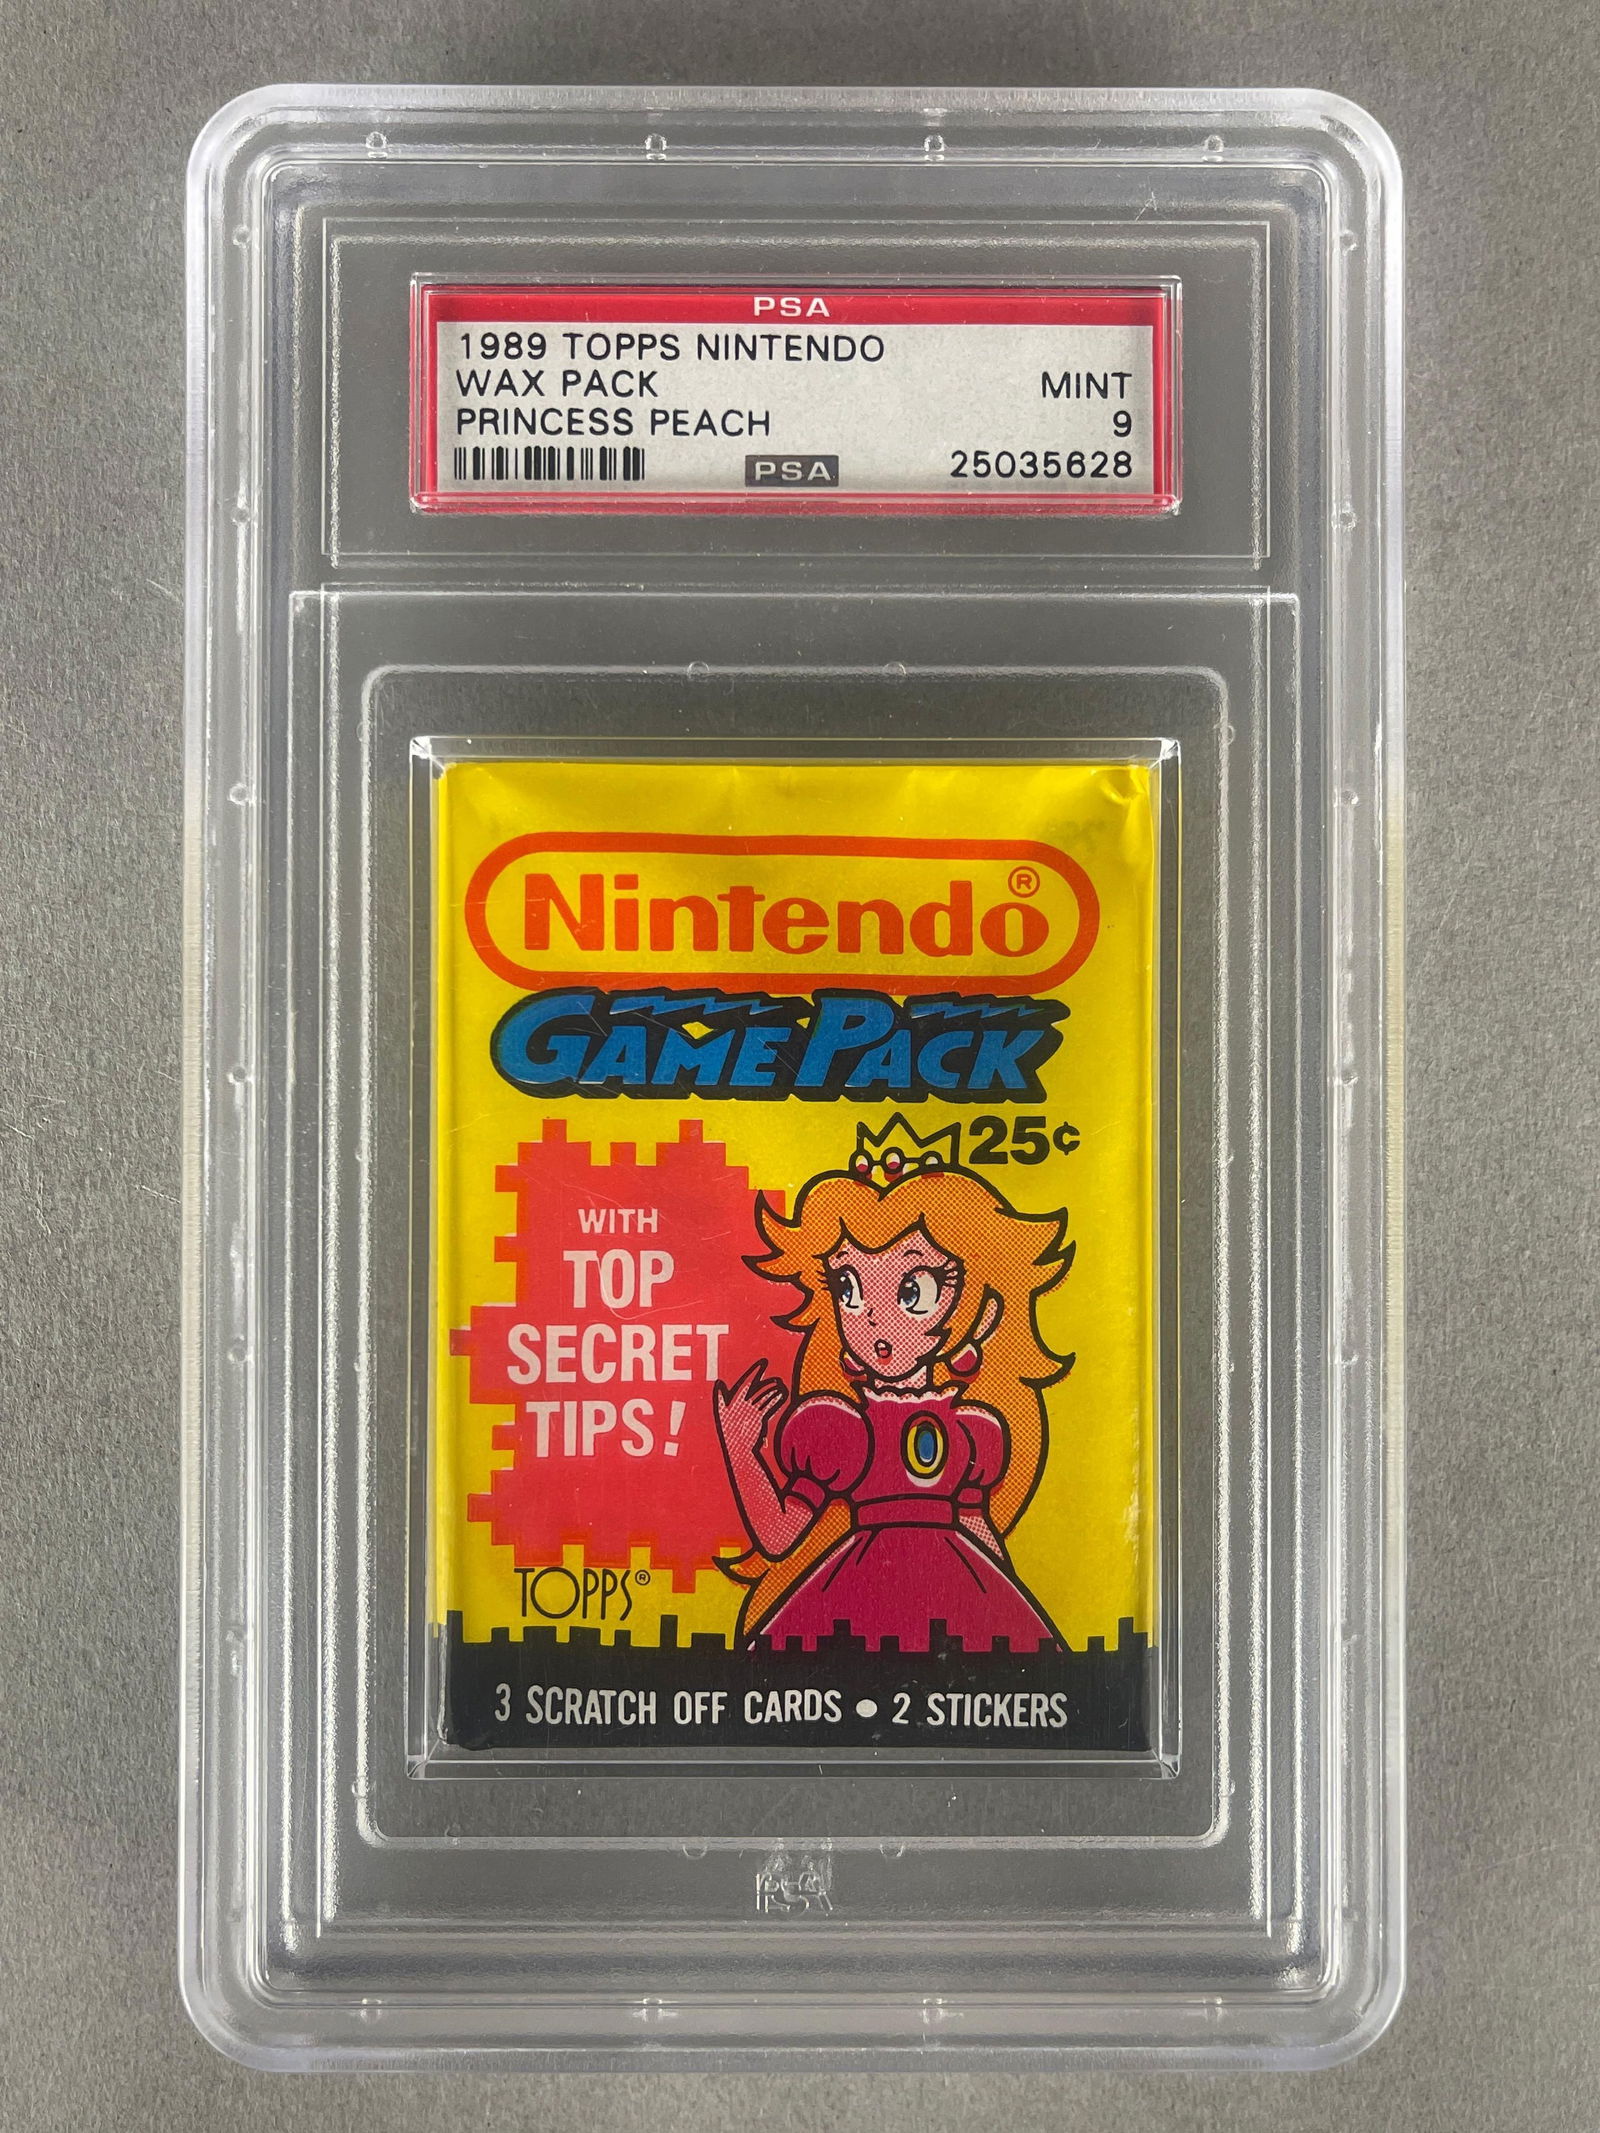 PSA
1989 TOPPS NINTENDO
WAX PACK MINT
PRINCESS PEACH 9
PSA 25035628
Nintendo®
GAME PACK
25¢
WITH
TOP
SECRET
TIPS!
TOPPS®
3 SCRATCH OFF CARDS • 2 STICKERS
PSA